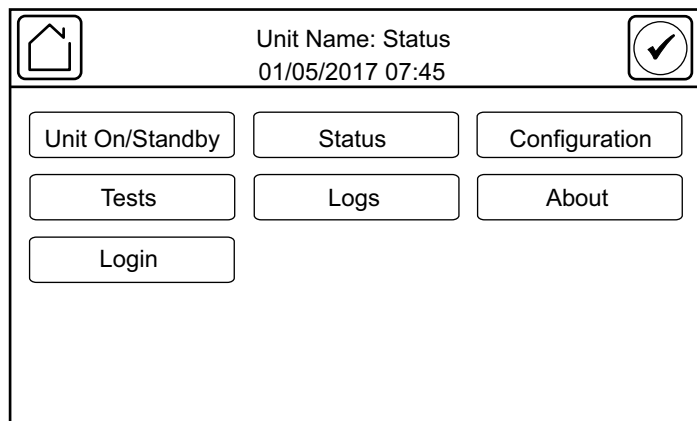 Unit Name: Status
01/05/2017 07:45
Unit On/Standby
Status
Configuration
Tests
Logs
About
Login